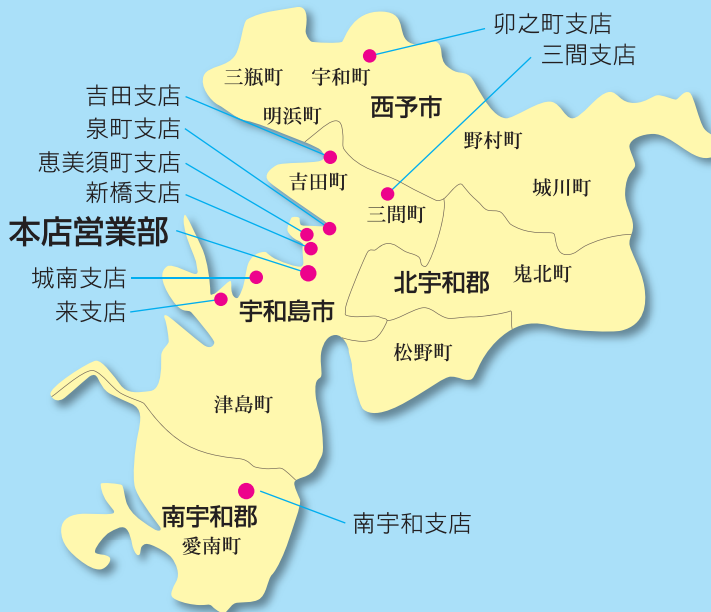 卯之町支店
三間支店
三瓶町
宇和町
西予市
吉田支店
明浜町
泉町支店
野村町
恵美須町支店
吉田町
城川町
新橋支店
三間町
本店営業部
城南支店
北宇和郡
鬼北町
来支店
宇和島市
松野町
津島町
南宇和郡
南宇和支店
愛南町